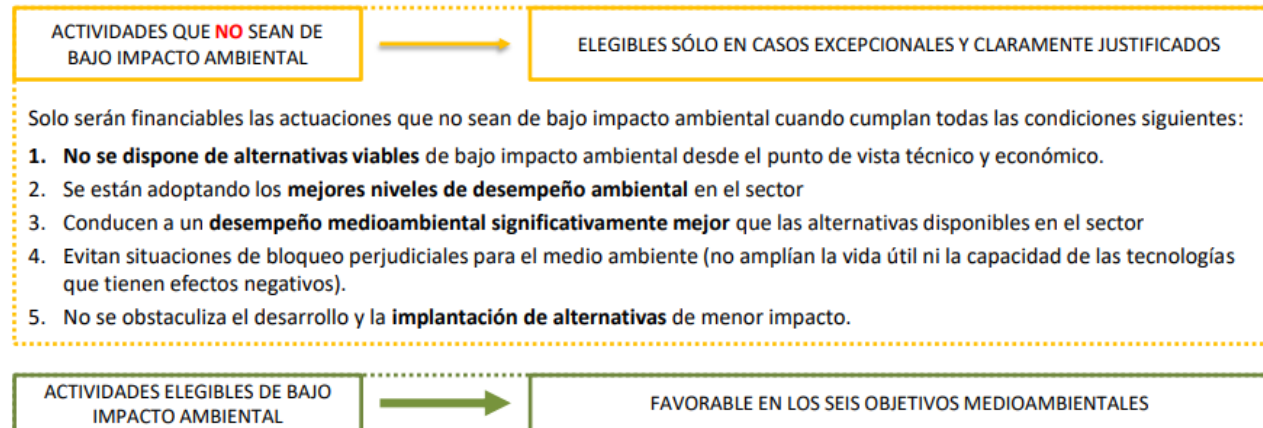 ACTIVIDADES QUE NO SEAN DE
BAJO IMPACTO AMBIENTAL
ELEGIBLES SÓLO EN CASOS EXCEPCIONALES Y CLARAMENTE JUSTIFICADOS
Solo serán financiables las actuaciones que no sean de bajo impacto ambiental cuando cumplan todas las condiciones siguientes:
1. No se dispone de alternativas viables de bajo impacto ambiental desde el punto de vista técnico y económico.
2. Se están adoptando los mejores niveles de desempeño ambiental en el sector
3. Conducen a un desempeño medioambiental significativamente mejor que las alternativas disponibles en el sector
4. Evitan situaciones de bloqueo perjudiciales para el medio ambiente (no amplían la vida útil ni la capacidad de las tecnologías
que tienen efectos negativos).
5. No se obstaculiza el desarrollo y la implantación de alternativas de menor impacto.
ACTIVIDADES ELEGIBLES DE BAJO
IMPACTO AMBIENTAL
FAVORABLE EN LOS SEIS OBJETIVOS MEDIOAMBIENTALES